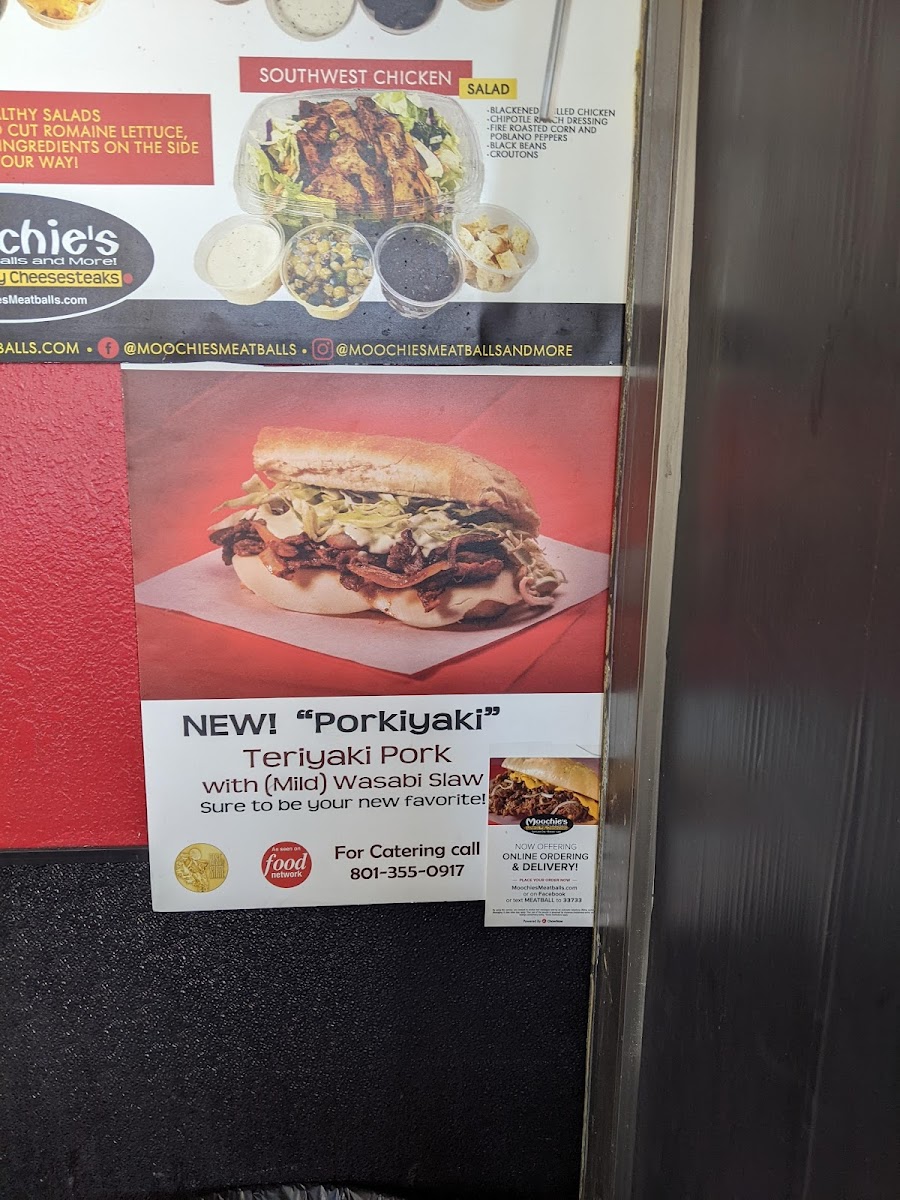 SOUTHWEST CHICKEN
SALAD
-BLACKENED GRILLED CHICKEN
-CHIPOTLE RANCH DRESSING
-FIRE ROASTED CORN AND
POBLANO PEPPERS
-BLACK BEANS
-CROUTONS
ALTHY SALADS
CUT ROMAINE LETTUCE,
INGREDIENTS ON THE SIDE
OUR WAY!
chie's
alls and More!
y Cheesesteaks
esMeatballs.com
BALLS.COM • f @MOOCHIESMEATBALLS • @MOOCHIESMEATBALLSANDMORE
NEW! “Porkiyaki”
Teriyaki Pork
with (Mild) Wasabi Slaw
Sure to be your new favorite!
As seen on
food
network
For Catering call
801-355-0917
Moochie's
NOW OFFERING
ONLINE ORDERING
& DELIVERY!
PLACE YOUR ORDER NOW
MoochiesMeatballs.com
or on Facebook
or text MEATBALL to 33733